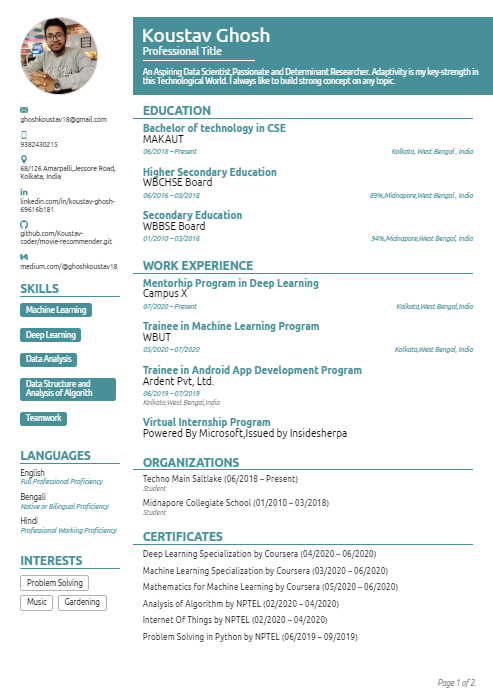 Koustav Ghosh
Professional Title
An Aspiring Data Scientist,Passionate and Determinant Researcher. Adaptivity is my key-strength in
this Technological World. I always like to build strong concept on any topic.
ghoshkoustav18@gmail.com
9382430215
68/126 Amarpalli,Jessore Road,
Kolkata, India
linkedin.com/in/koustav-ghosh-
69616b181
github.com/Koustav-
coder/movie-recommender.git
medium.com/@ghoshkoustav18
SKILLS
Machine Learning
Deep Learning
Data Analysis
Data Structure and
Analysis of Algorith
Teamwork
LANGUAGES
English
Full Professional Proficiency
Bengali
Native or Bilingual Proficiency
Hindi
Professional Working Proficiency
INTERESTS
Problem Solving
Music Gardening
EDUCATION
Bachelor of technology in CSE
MAKAUT
06/2018 – Present Kolkata, West Bengal , India
Higher Secondary Education
WBCHSE Board
06/2016 – 03/2018 89%,Midnapore,West Bengal , India
Secondary Education
WBBSE Board
01/2010 – 03/2016 94%,Midnapore,West Bengal, India
WORK EXPERIENCE
Mentorhip Program in Deep Learning
Campus X
07/2020 – Present Kolkata,West Bengal,India
Trainee in Machine Learning Program
WBUT
05/2020 – 07/2020 Kolkata,West Bengal, India
Trainee in Android App Development Program
Ardent Pvt, Ltd.
06/2019 – 07/2019
Kolkata,West Bengal,India
Virtual Internship Program
Powered By Microsoft,Issued by Insidesherpa
ORGANIZATIONS
Techno Main Saltlake (06/2018 – Present)
Student
Midnapore Collegiate School (01/2010 – 03/2018)
Student
CERTIFICATES
Deep Learning Specialization by Coursera (04/2020 – 06/2020)
Machine Learning Specialization by Coursera (03/2020 – 06/2020)
Mathematics for Machine Learning by Coursera (05/2020 – 06/2020)
Analysis of Algorithm by NPTEL (02/2020 – 04/2020)
Internet Of Things by NPTEL (02/2020 – 04/2020)
Problem Solving in Python by NPTEL (06/2019 – 09/2019)
Page 1 of 2